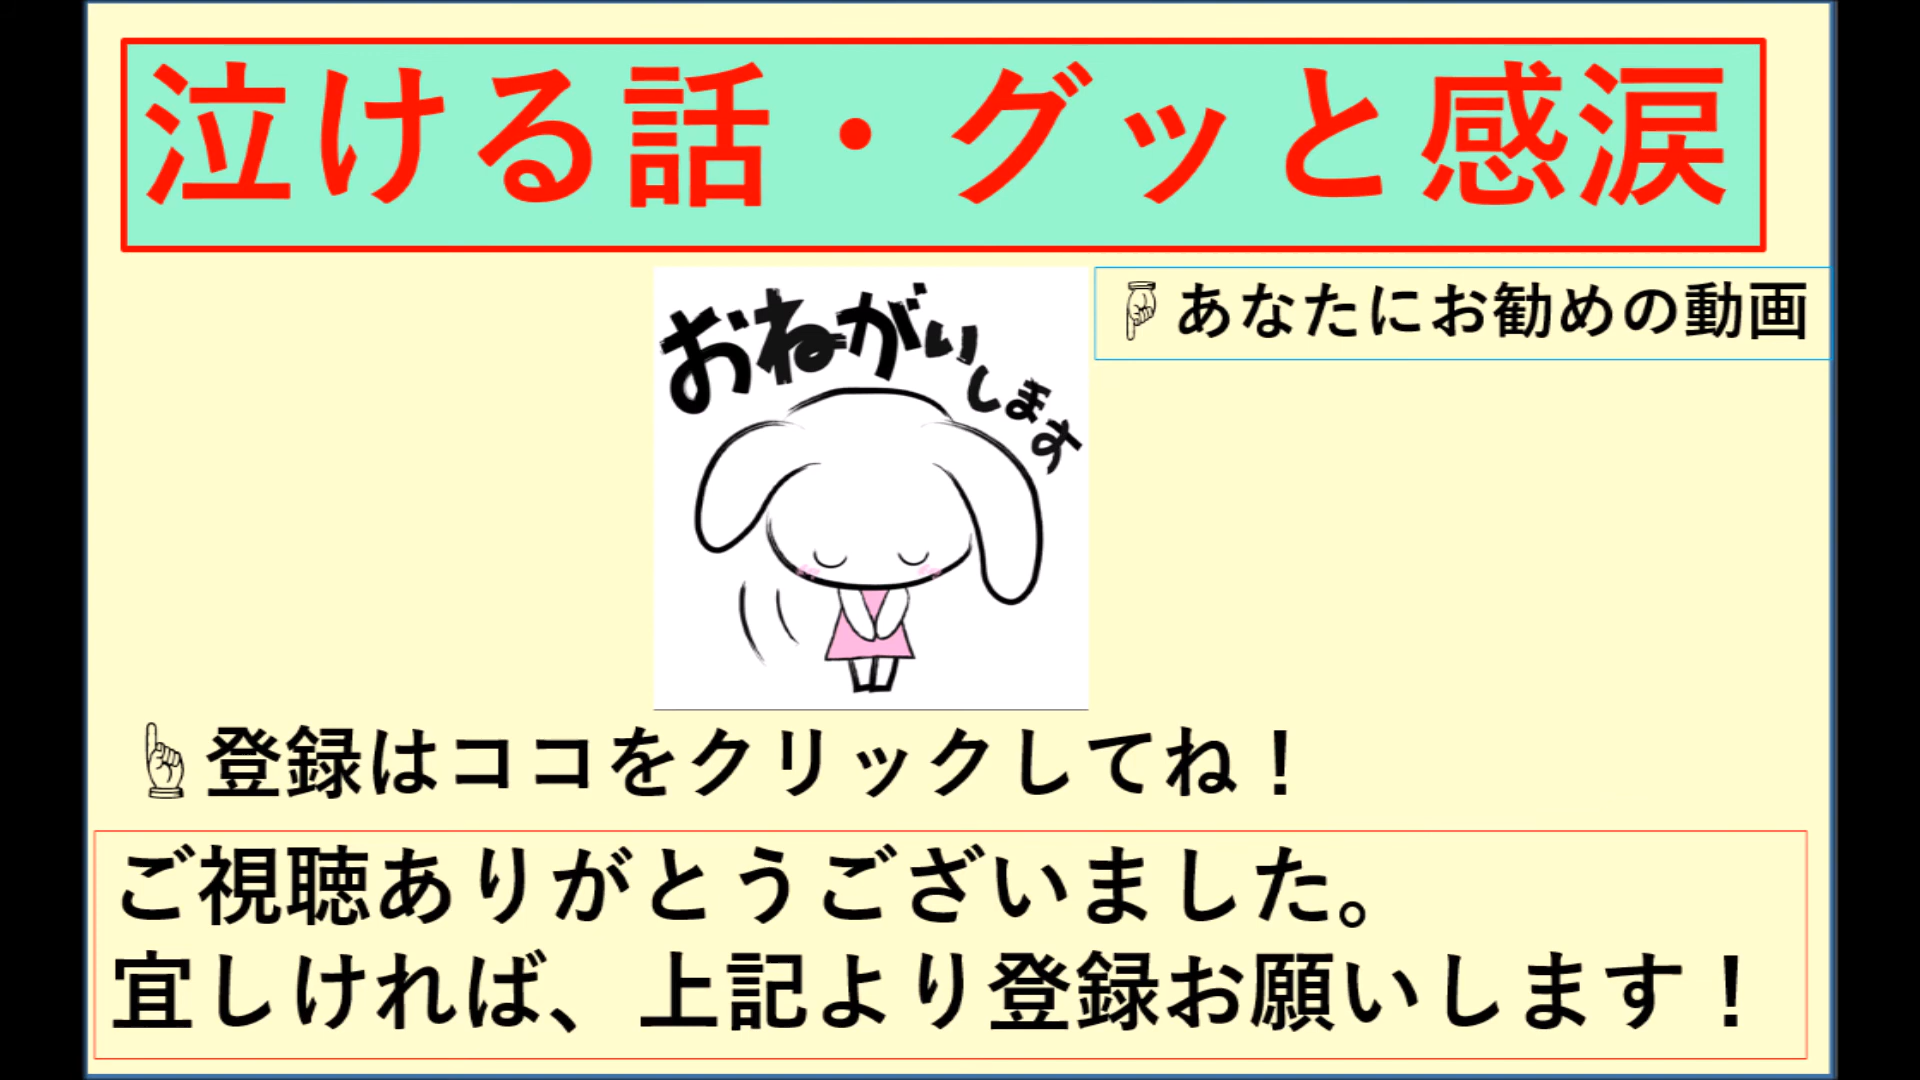 泣ける話・グッと感涙
おねがいします
☟あなたにお勧めの動画
☝登録はココをクリックしてね！
ご視聴ありがとうございました。
宜しければ、上記より登録お願いします！